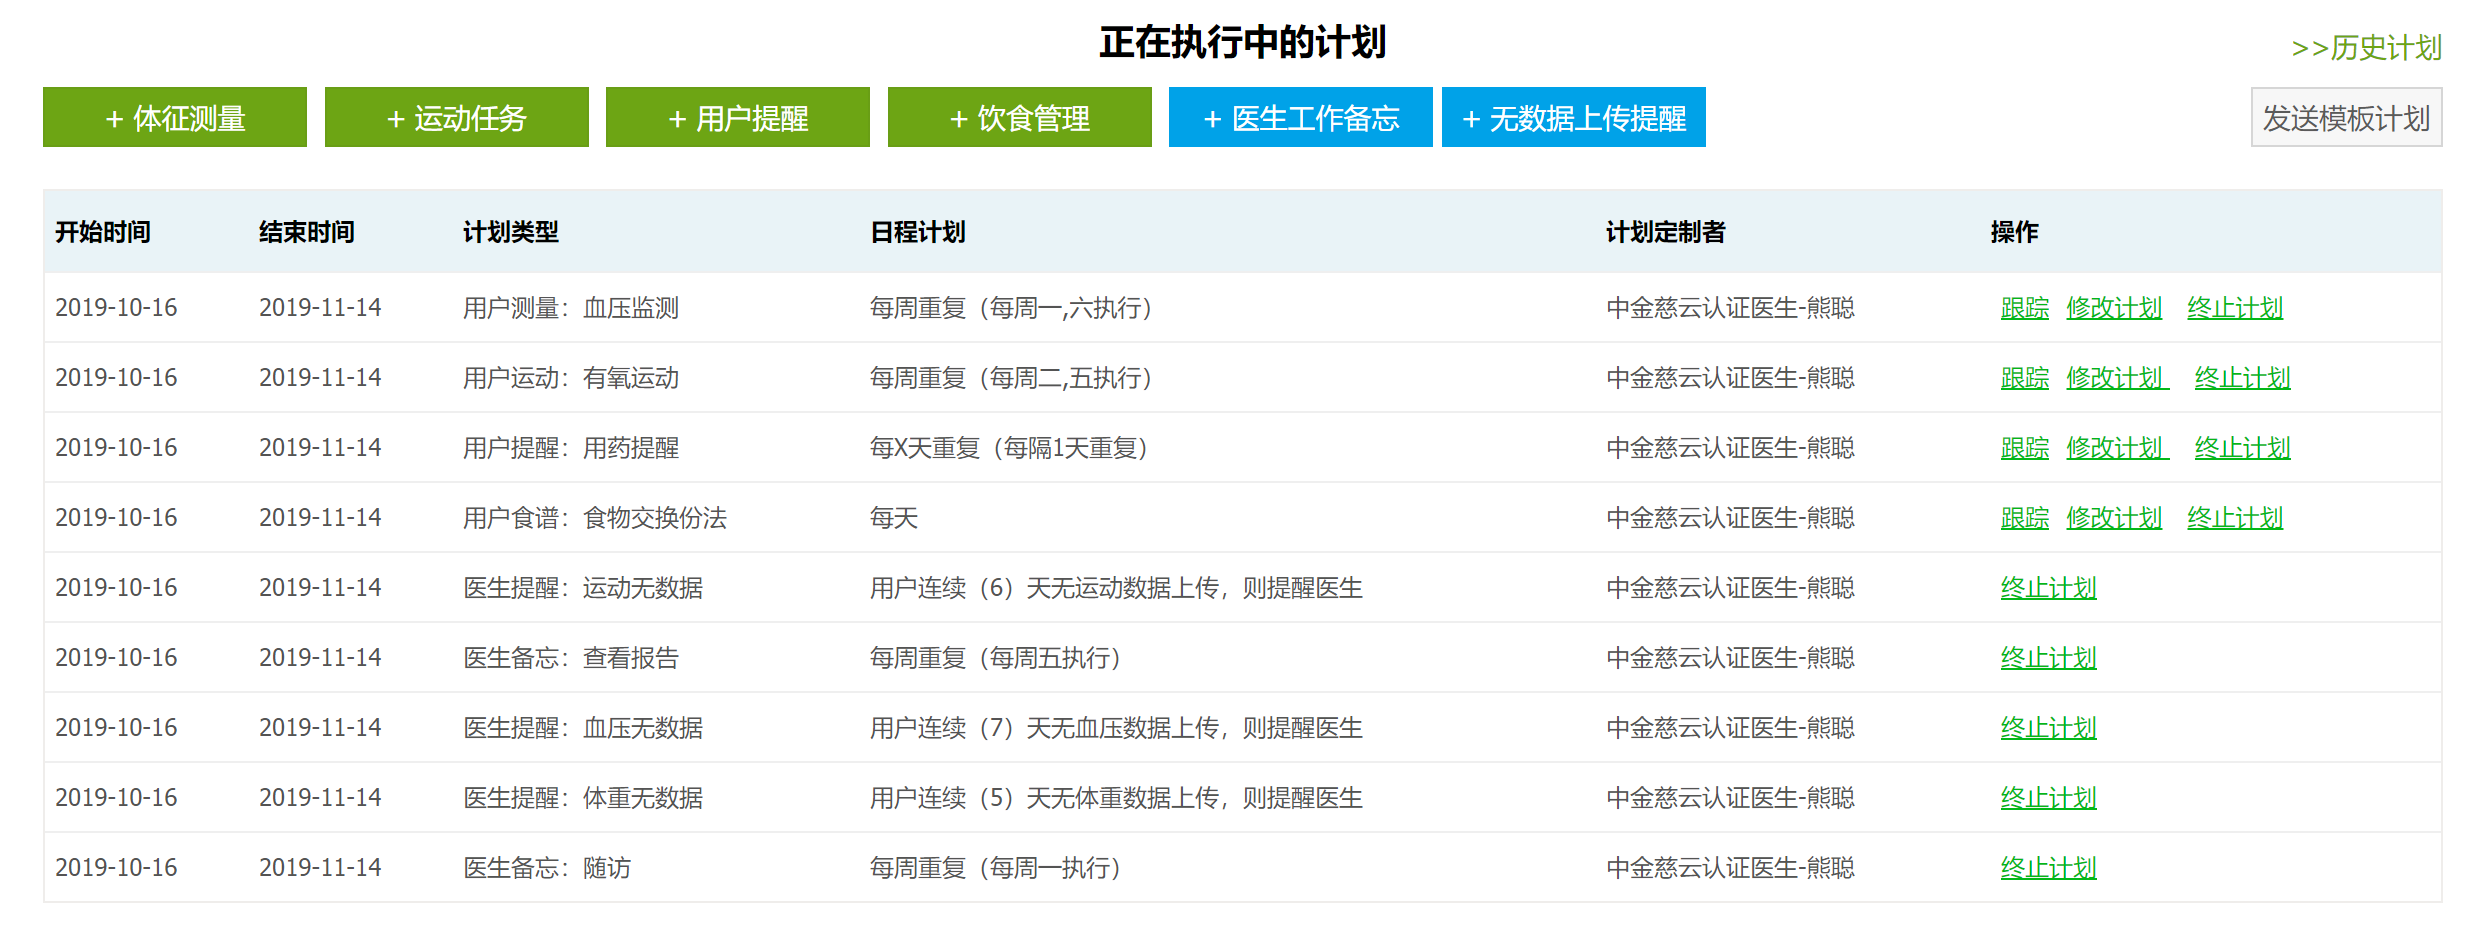 正在执行中的计划
>>历史计划
+ 体征测量 + 运动任务 + 用户提醒 + 饮食管理 + 医生工作备忘 + 无数据上传提醒 发送模板计划
开始时间 结束时间 计划类型 日程计划 计划定制者 操作
2019-10-16 2019-11-14 用户测量：血压监测 每周重复（每周一,六执行） 中金慈云认证医生-熊聪 跟踪 修改计划 终止计划
2019-10-16 2019-11-14 用户运动：有氧运动 每周重复（每周二,五执行） 中金慈云认证医生-熊聪 跟踪 修改计划 终止计划
2019-10-16 2019-11-14 用户提醒：用药提醒 每X天重复（每隔1天重复） 中金慈云认证医生-熊聪 跟踪 修改计划 终止计划
2019-10-16 2019-11-14 用户食谱：食物交换份法 每天 中金慈云认证医生-熊聪 跟踪 修改计划 终止计划
2019-10-16 2019-11-14 医生提醒：运动无数据 用户连续（6）天无运动数据上传，则提醒医生 中金慈云认证医生-熊聪 终止计划
2019-10-16 2019-11-14 医生备忘：查看报告 每周重复（每周五执行） 中金慈云认证医生-熊聪 终止计划
2019-10-16 2019-11-14 医生提醒：血压无数据 用户连续（7）天无血压数据上传，则提醒医生 中金慈云认证医生-熊聪 终止计划
2019-10-16 2019-11-14 医生提醒：体重无数据 用户连续（5）天无体重数据上传，则提醒医生 中金慈云认证医生-熊聪 终止计划
2019-10-16 2019-11-14 医生备忘：随访 每周重复（每周一执行） 中金慈云认证医生-熊聪 终止计划